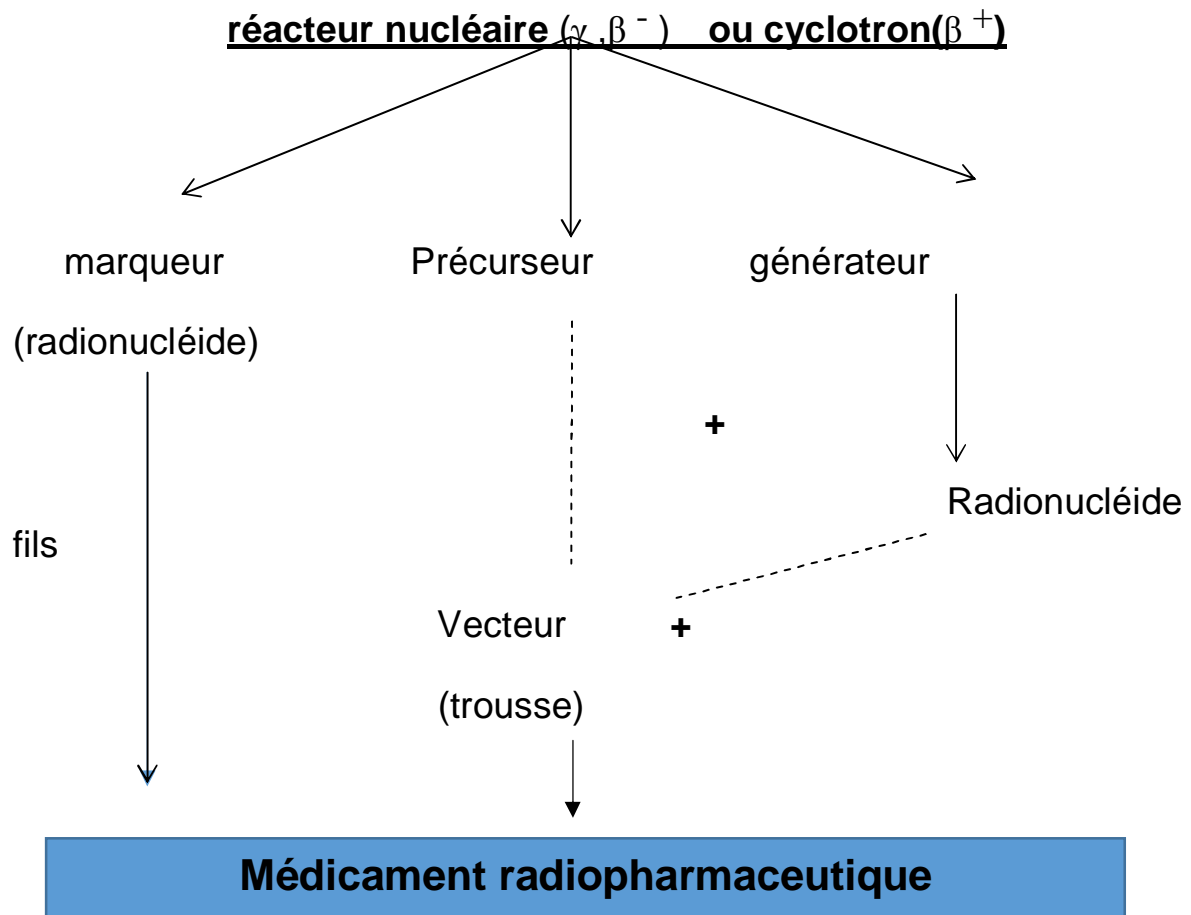 réacteur nucléaire (γ ,β - )    ou cyclotron(β +)
marqueur    Précurseur    générateur
(radionucléide)
+
Radionucléide
fils
Vecteur    +
(trousse)
Médicament radiopharmaceutique